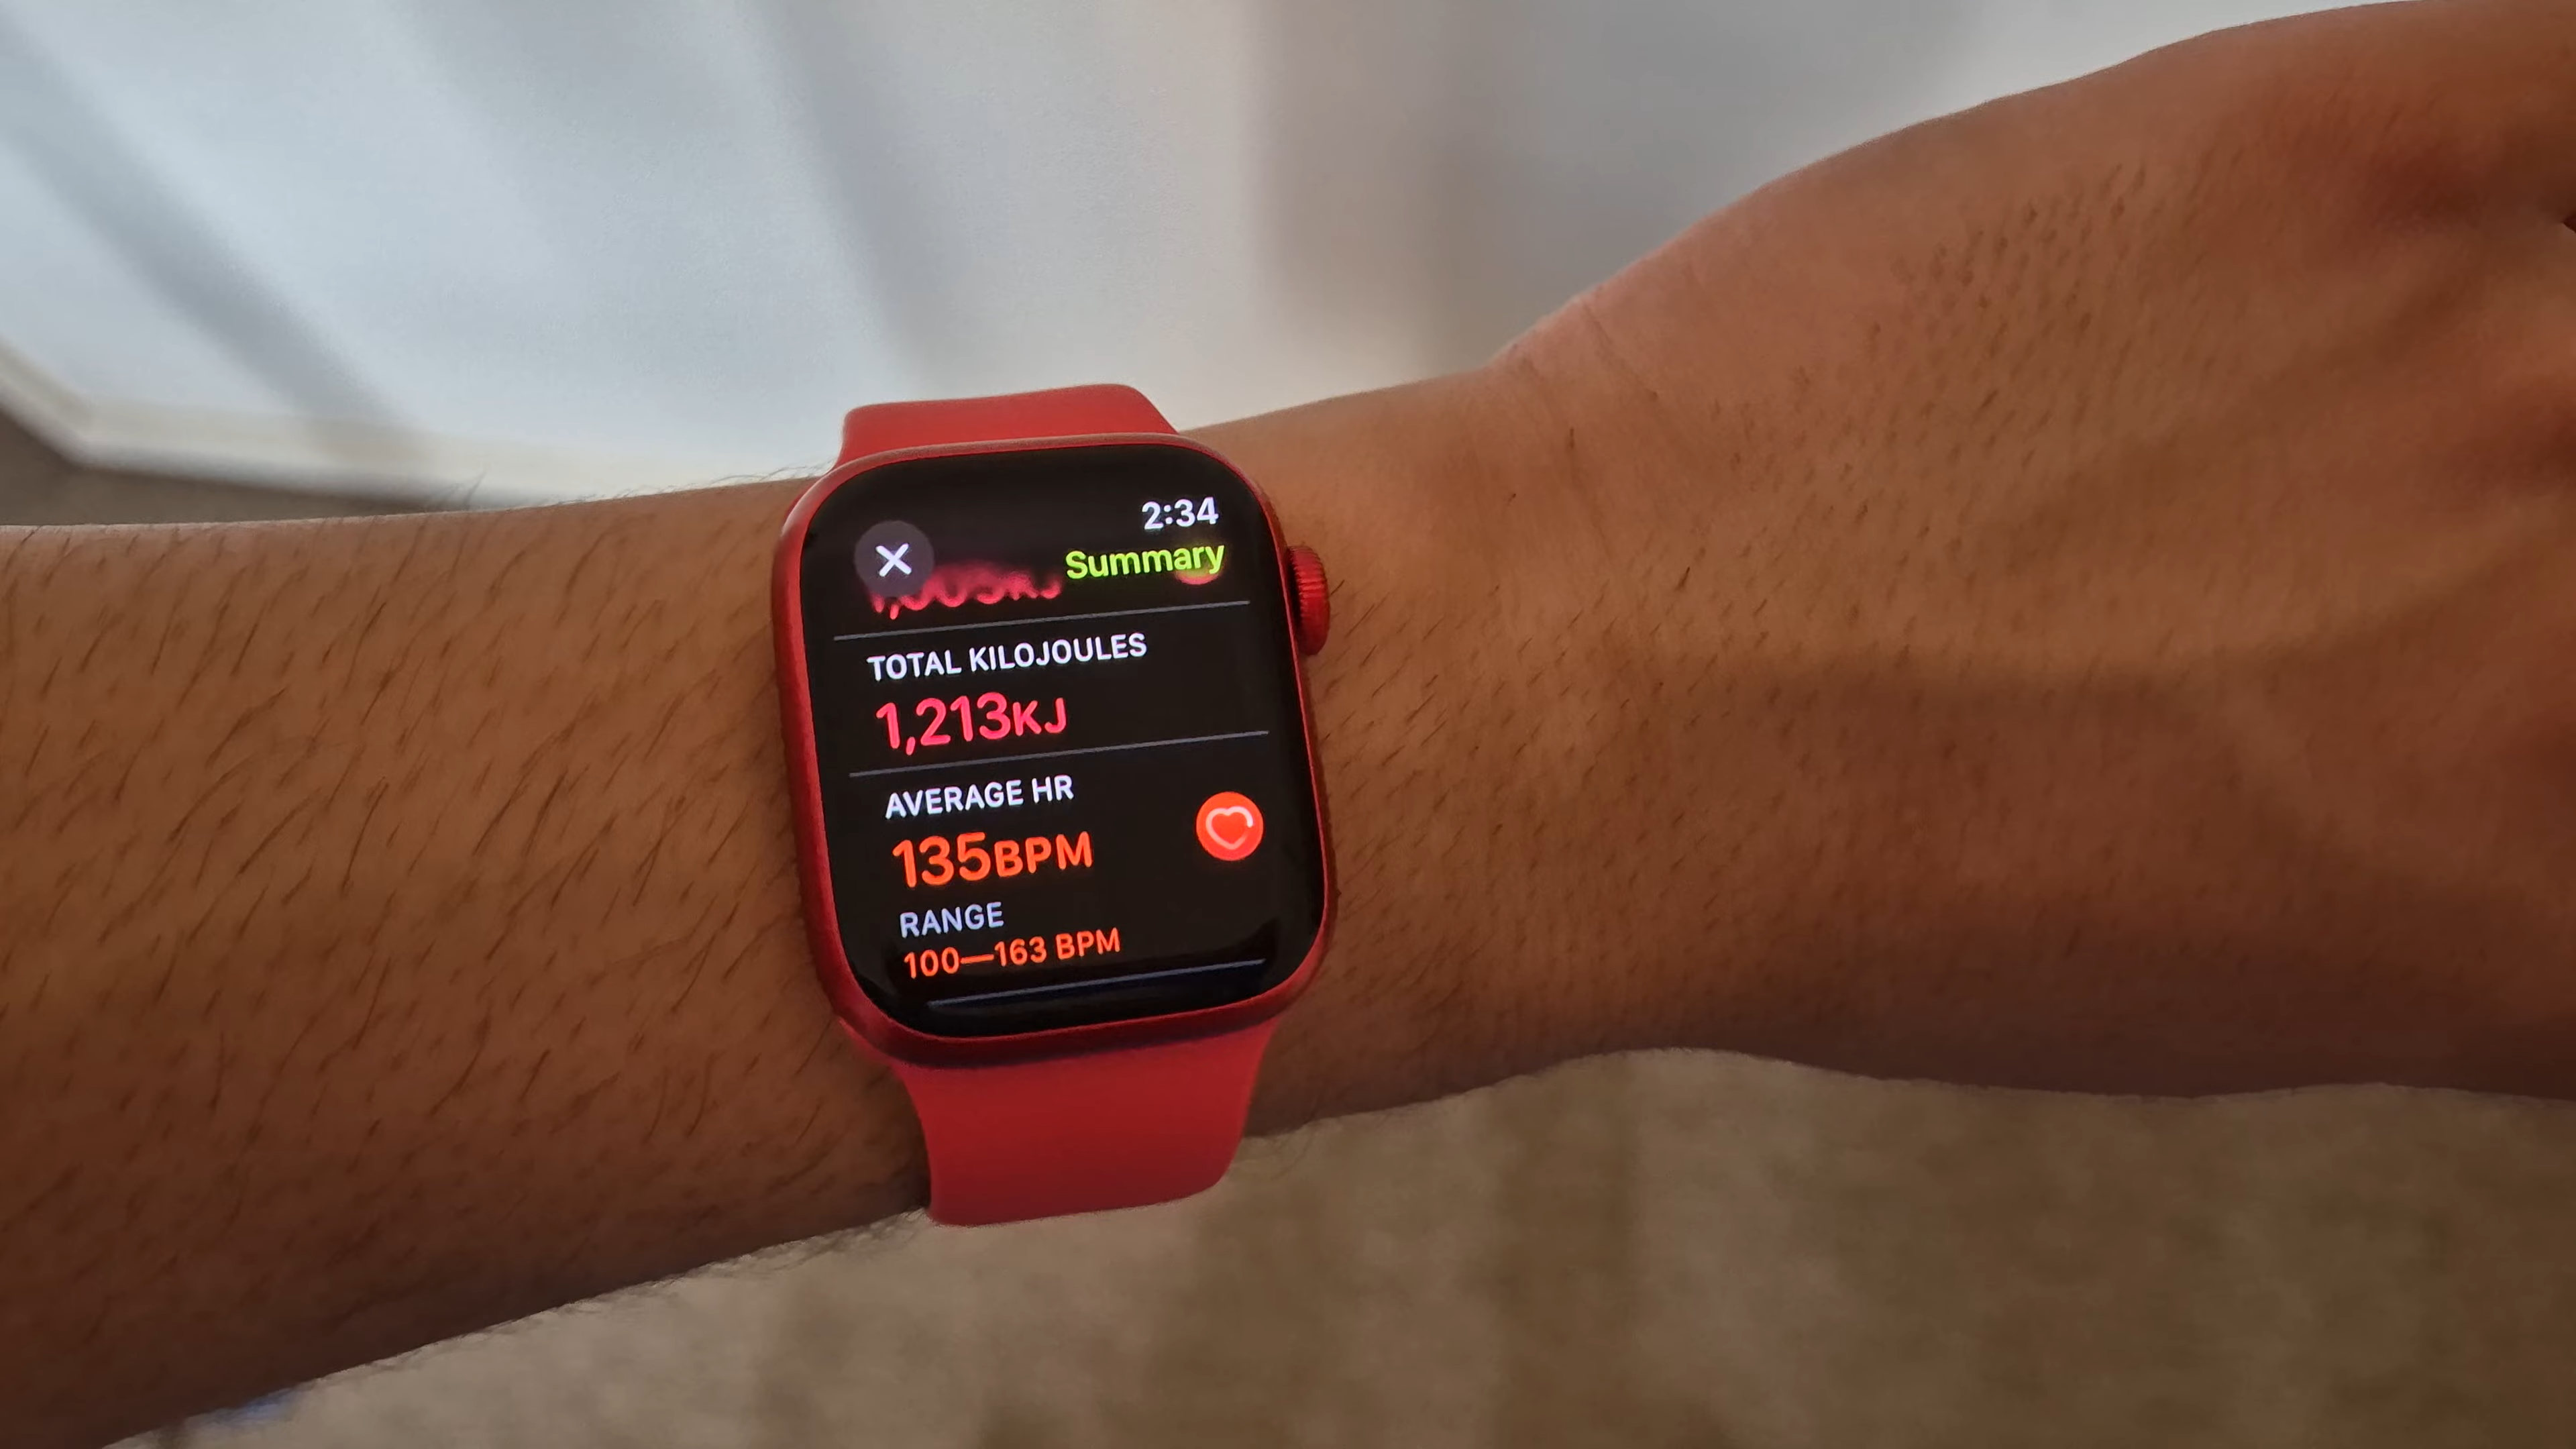 2:34
Summary
TOTAL KILOJOULES
1,213KJ
AVERAGE HR
135BPM
RANGE
100—163 BPM